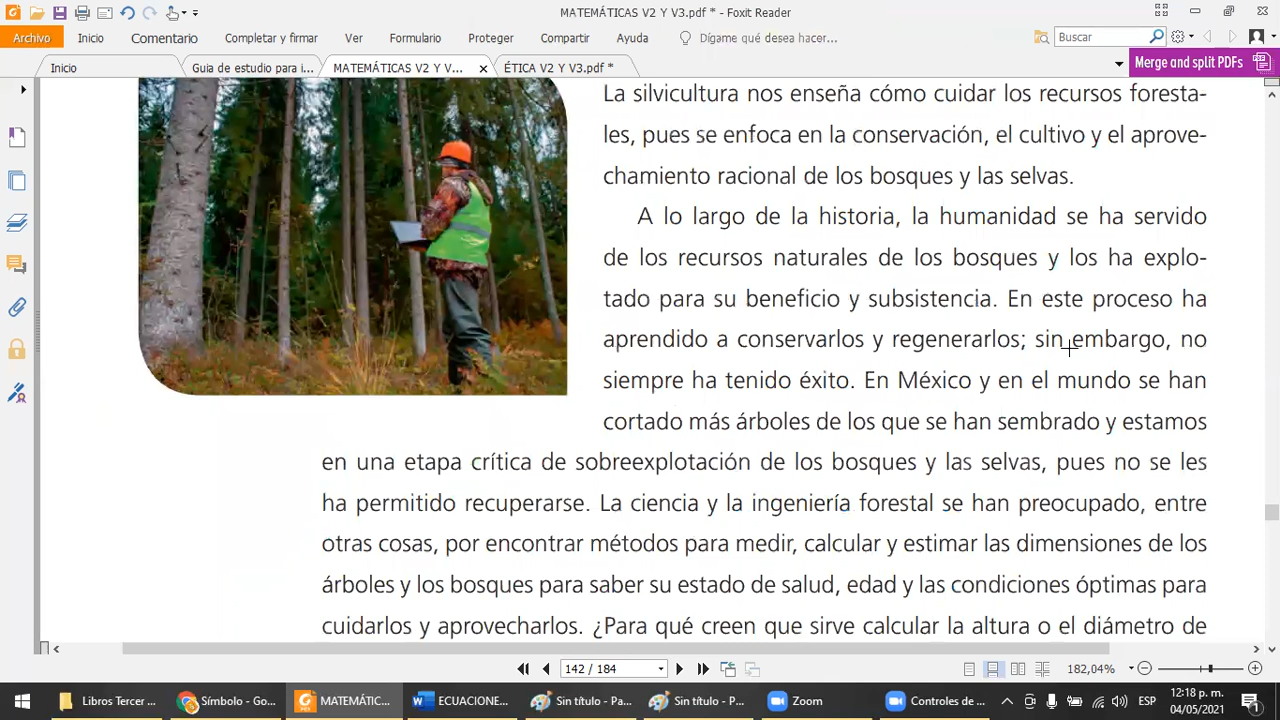 MATEMÁTICAS V2 Y V3.pdf * - Foxit Reader
Archivo Inicio Comentario Completar y firmar Ver Formulario Proteger Compartir Ayuda Dígame qué desea hacer... Buscar
Inicio Guia de estudio para i... MATEMÁTICAS V2 Y V... ÉTICA V2 Y V3.pdf * Merge and split PDFs
La silvicultura nos enseña cómo cuidar los recursos foresta-
les, pues se enfoca en la conservación, el cultivo y el aprove-
chamiento racional de los bosques y las selvas.
A lo largo de la historia, la humanidad se ha servido
de los recursos naturales de los bosques y los ha explo-
tado para su beneficio y subsistencia. En este proceso ha
aprendido a conservarlos y regenerarlos; sin embargo, no
siempre ha tenido éxito. En México y en el mundo se han
cortado más árboles de los que se han sembrado y estamos
en una etapa crítica de sobreexplotación de los bosques y las selvas, pues no se les
ha permitido recuperarse. La ciencia y la ingeniería forestal se han preocupado, entre
otras cosas, por encontrar métodos para medir, calcular y estimar las dimensiones de los
árboles y los bosques para saber su estado de salud, edad y las condiciones óptimas para
cuidarlos y aprovecharlos. ¿Para qué creen que sirve calcular la altura o el diámetro de
142 / 184 182,04%
Libros Tercer ... Símbolo - Go... MATEMÁTIC... ECUACIONE... Sin título - Pa... Sin título - P... Zoom Controles de ... ESP 12:18 p. m.
04/05/2021